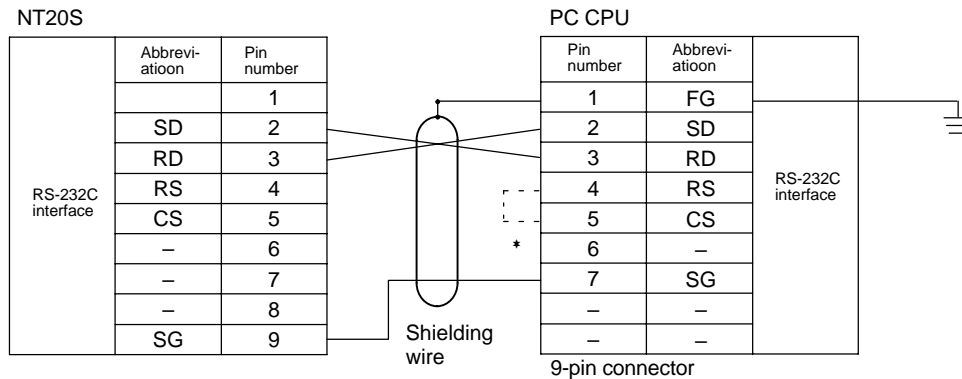 NT20S
PC CPU
Abbrevi-
atioon
Pin
number
Pin
number
Abbrevi-
atioon
1
1
FG
SD
2
2
SD
RD
3
3
RD
RS-232C
interface
RS
4
4
RS
RS-232C
interface
CS
5
5
CS
–
6
*
6
–
–
7
7
SG
–
8
–
–
SG
9
Shielding
wire
–
–
9-pin connector